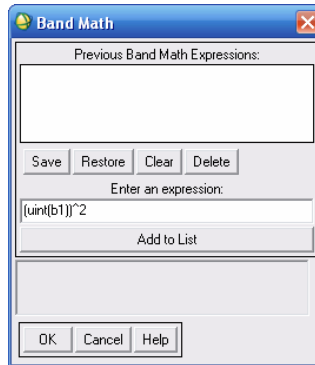 Band Math
Previous Band Math Expressions:
Save Restore Clear Delete
Enter an expression:
(uint(b1))^2
Add to List
OK Cancel Help